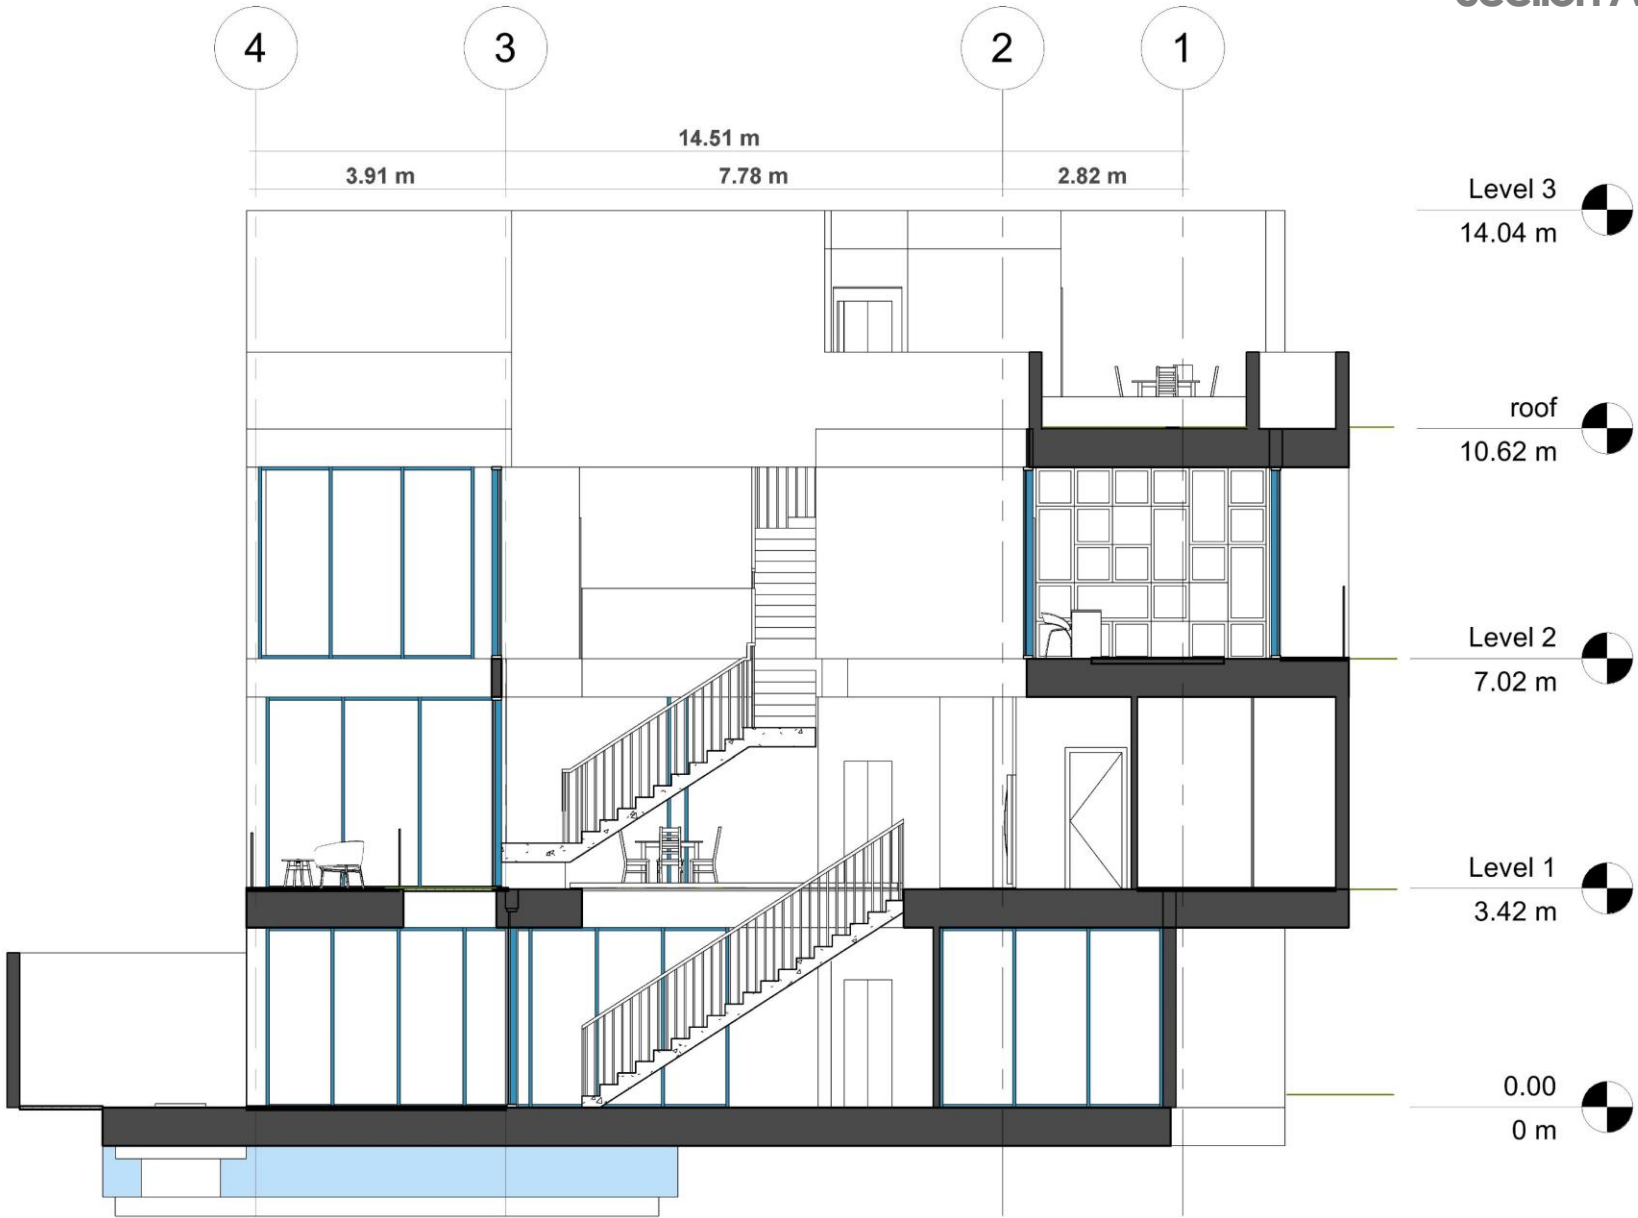 4 3 2 1
14.51 m
3.91 m 7.78 m 2.82 m
Level 3
14.04 m
roof
10.62 m
Level 2
7.02 m
Level 1
3.42 m
0.00
0 m